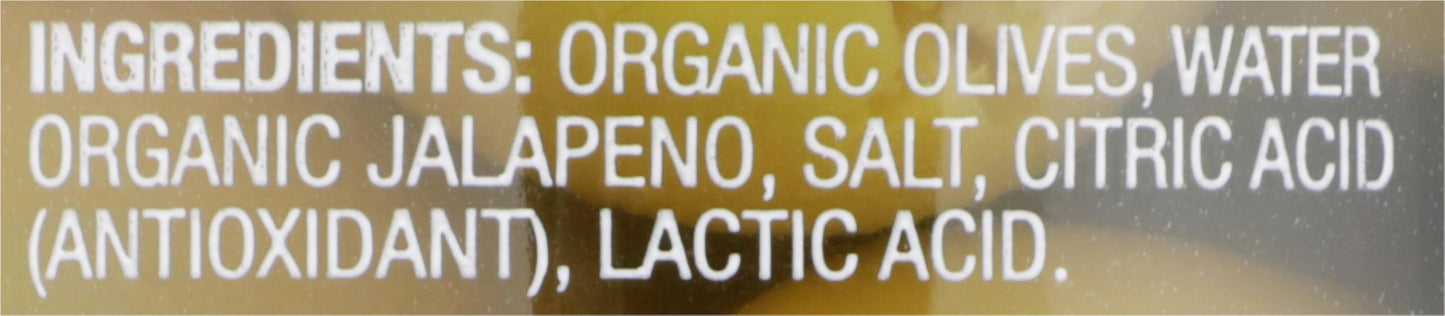 INGREDIENTS: ORGANIC OLIVES, WATER
ORGANIC JALAPENO, SALT, CITRIC ACID
(ANTIOXIDANT), LACTIC ACID.